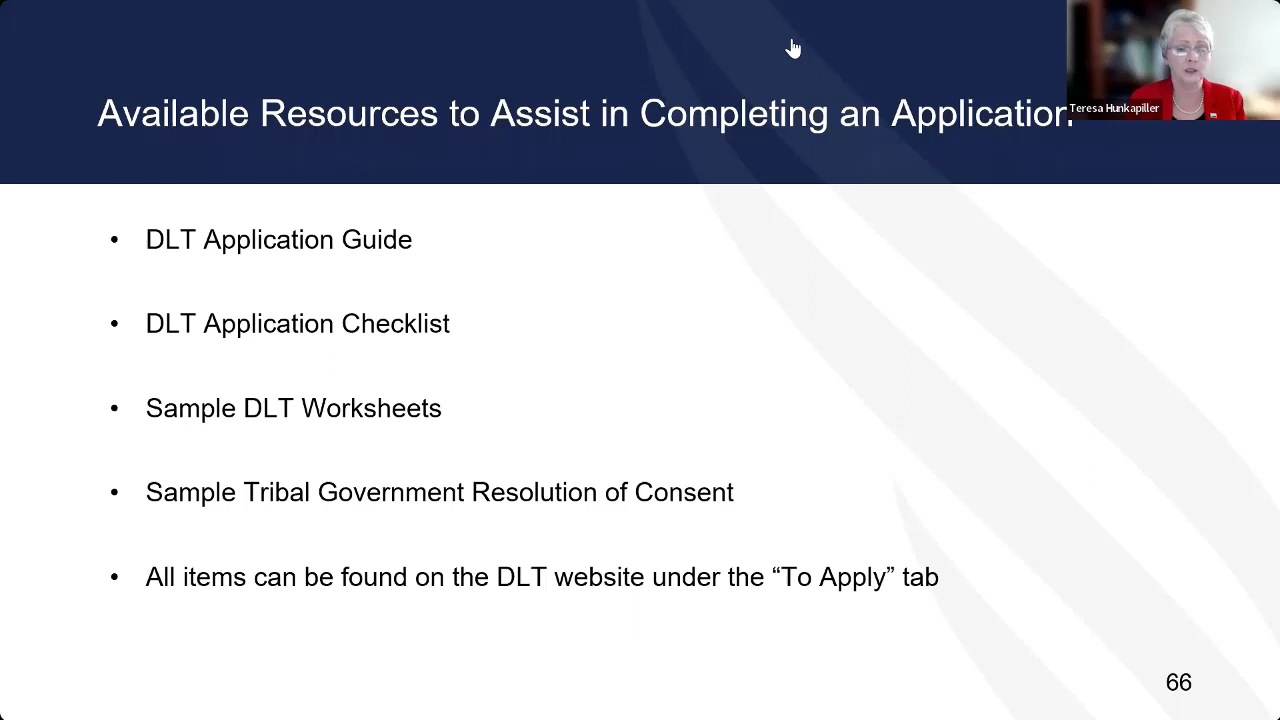 Available Resources to Assist in Completing an Application
Teresa Hunkapiller
• DLT Application Guide
• DLT Application Checklist
• Sample DLT Worksheets
• Sample Tribal Government Resolution of Consent
• All items can be found on the DLT website under the “To Apply” tab
66